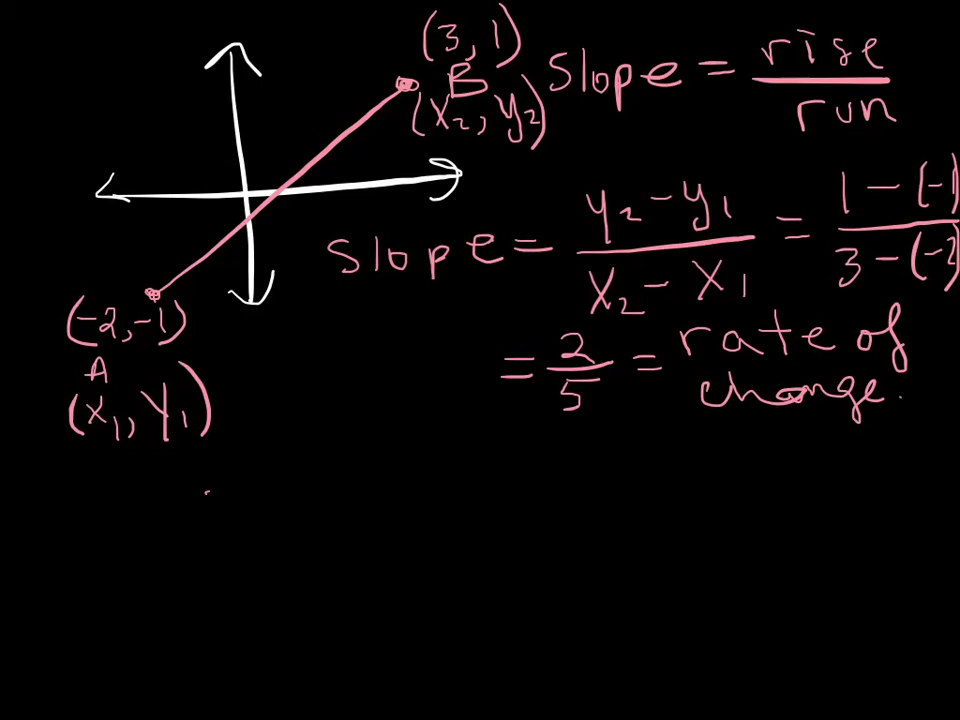 (3, 1)
B
(x₂, y₂)
Slope = rise / run
Slope = (y₂ - y₁) / (x₂ - x₁) = (1 - (-1) / (3 - (-2)
= 2/5 = rate of change.
(-2, -1)
A
(x₁, y₁)